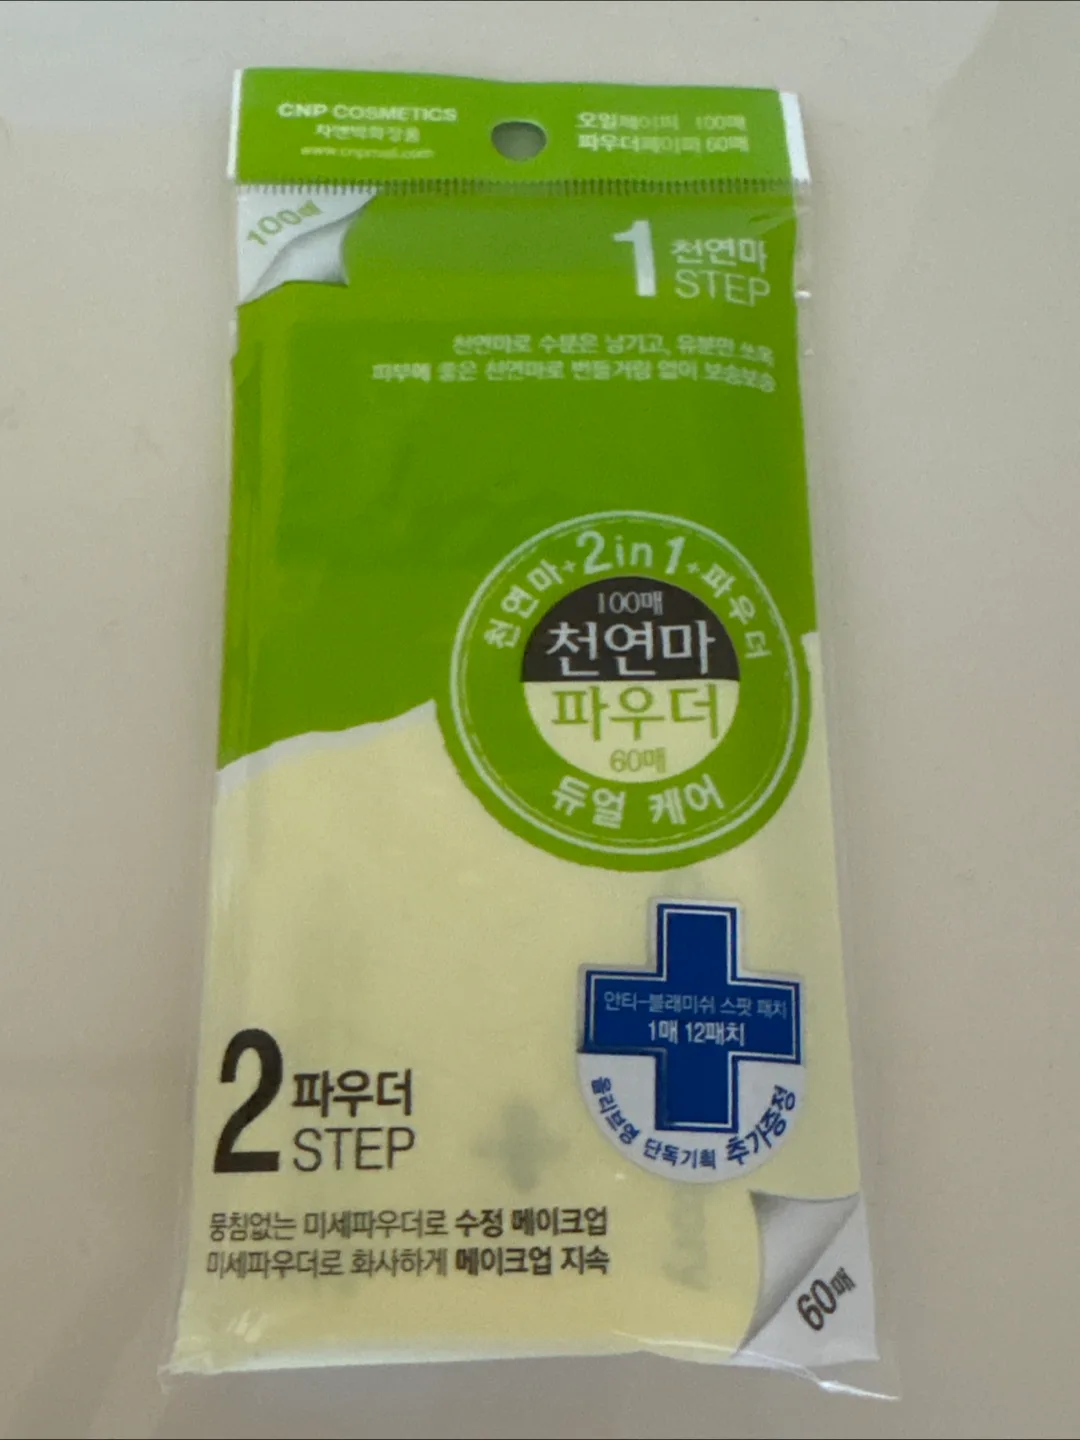 CNP COSMETICS
차앤박화장품
www.cnpmall.com
오일페이퍼 100매
파우더페이퍼 60매
100매
1 천연마
STEP
천연마로 수분은 남기고, 유분만 쏘옥
피부에 좋은 천연마로 번들거림 없이 보송보송
천연마+2in1+파우더
100매
천연마
파우더
60매
듀얼 케어
안티-블래미쉬 스팟 패치
1매 12패치
올리브영 단독기획 추가증정
2 파우더
STEP
뭉침없는 미세파우더로 수정 메이크업
미세파우더로 화사하게 메이크업 지속
60매